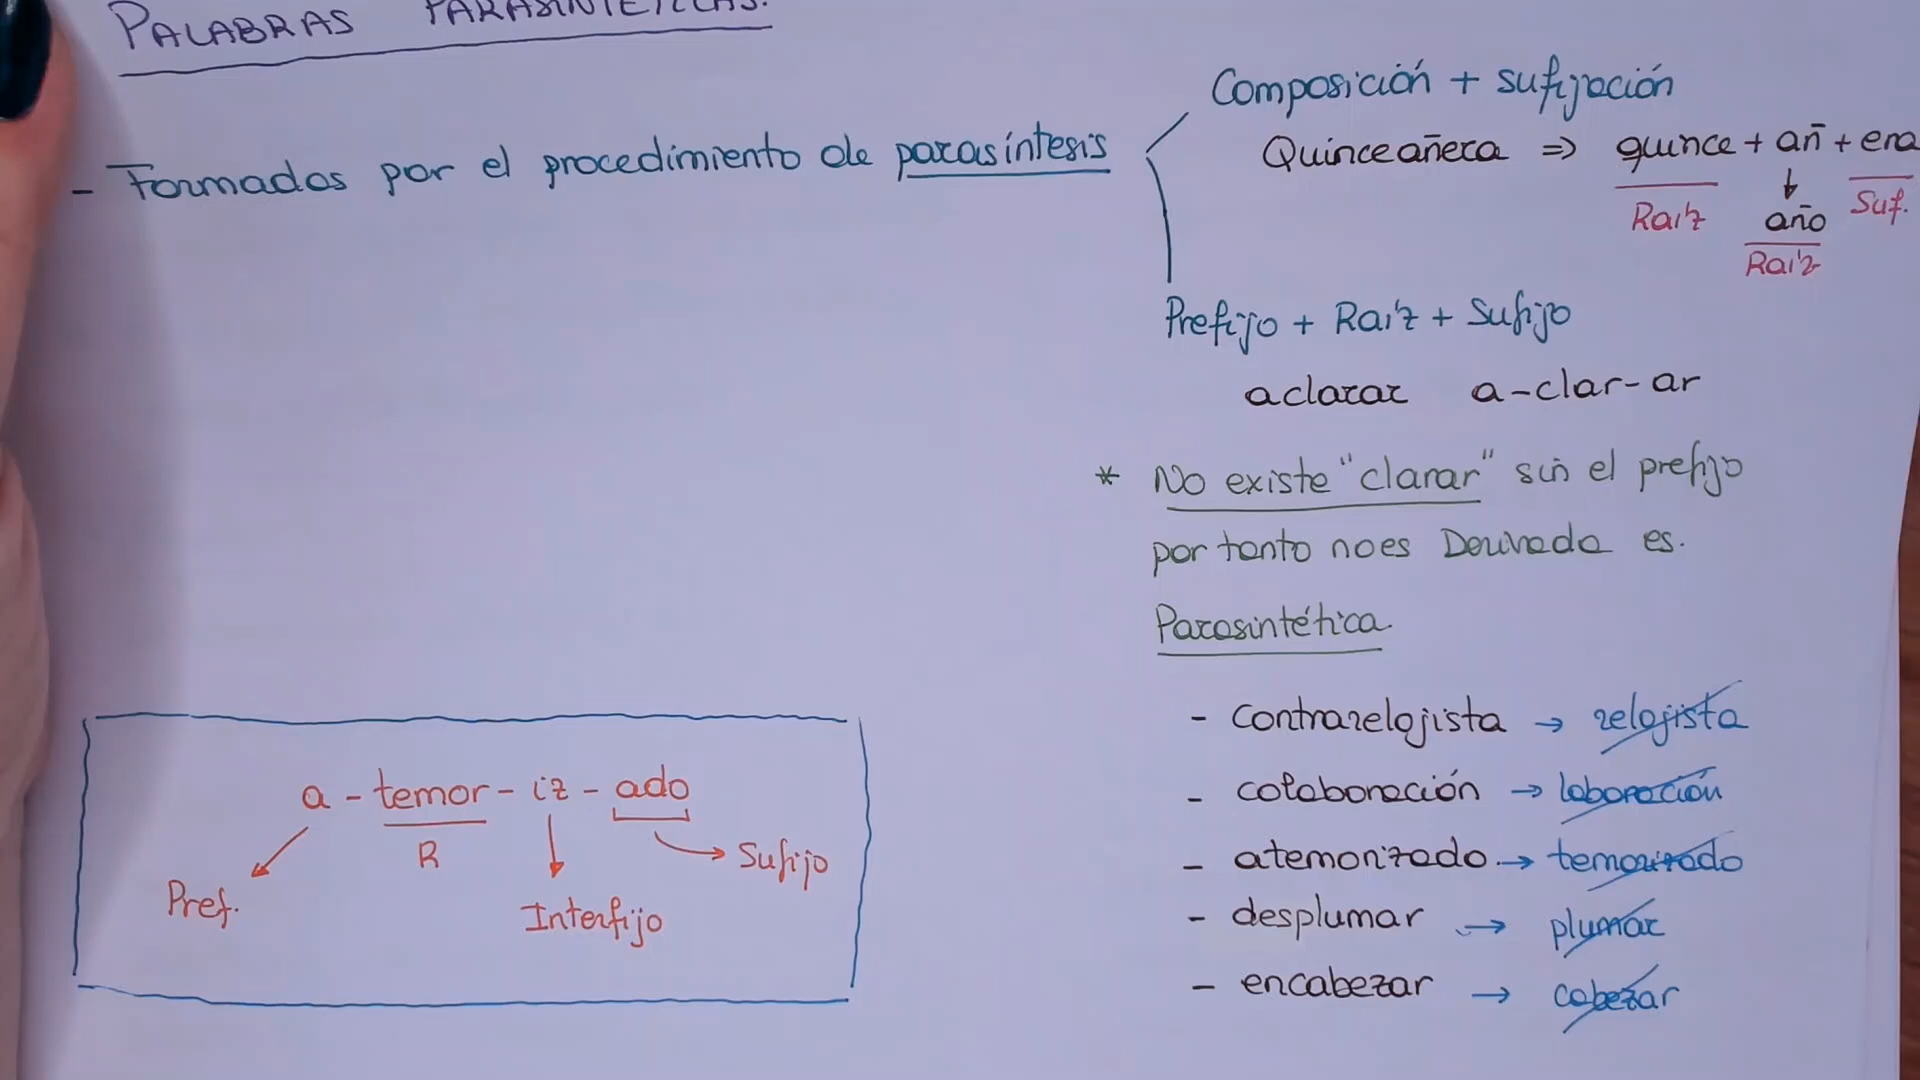 PALABRAS PARASINTÉTICAS.
- Formados por el procedimiento de parasíntesis
Composición + sufijación
Quinceañera ⇒ quince + añ + era
Raíz
↓
año
Raíz
Suf.
Prefijo + Raíz + Sufijo
aclarar a-clar-ar
* No existe "clarar" sin el prefijo
por tanto no es Derivada es.
Parasintética.
- contrarelojista → relojista
- colaboración → laboración
- atemorizado → temorizado
- desplumar → plumar
- encabezar → cabezar
a - temor - iz - ado
R
Sufijo
Pref.
Interfijo